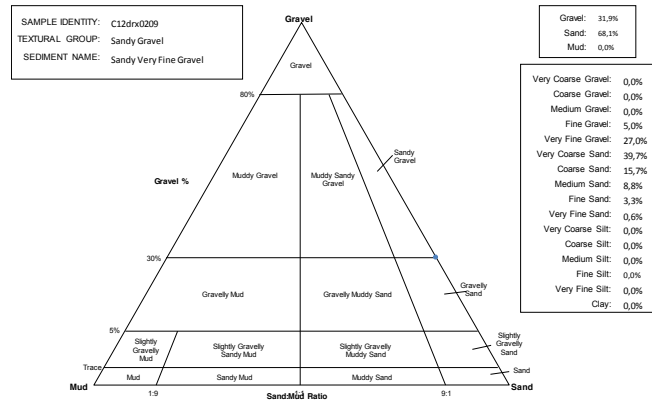 SAMPLE IDENTITY: C12drx0209
TEXTURAL GROUP: Sandy Gravel
SEDIMENT NAME: Sandy Very Fine Gravel
Gravel: 31,9%
Sand: 68,1%
Mud: 0,0%
Very Coarse Gravel: 0,0%
Coarse Gravel: 0,0%
Medium Gravel: 0,0%
Fine Gravel: 5,0%
Very Fine Gravel: 27,0%
Very Coarse Sand: 39,7%
Coarse Sand: 15,7%
Medium Sand: 8,8%
Fine Sand: 3,3%
Very Fine Sand: 0,6%
Very Coarse Silt: 0,0%
Coarse Silt: 0,0%
Medium Silt: 0,0%
Fine Silt: 0,0%
Very Fine Silt: 0,0%
Clay: 0,0%
Gravel
Gravel
80%
Sandy
Gravel
Muddy Gravel
Muddy Sandy
Gravel
Gravel %
30%
Gravelly Mud
Gravelly Muddy Sand
Gravelly
Sand
5%
Slightly
Gravelly
Mud
Slightly Gravelly
Sandy Mud
Slightly Gravelly
Muddy Sand
Slightly
Gravelly
Sand
Trace
Mud
Sandy Mud
Muddy Sand
Sand
Mud
Sand
1:9
1:1
9:1
Sand:Mud Ratio